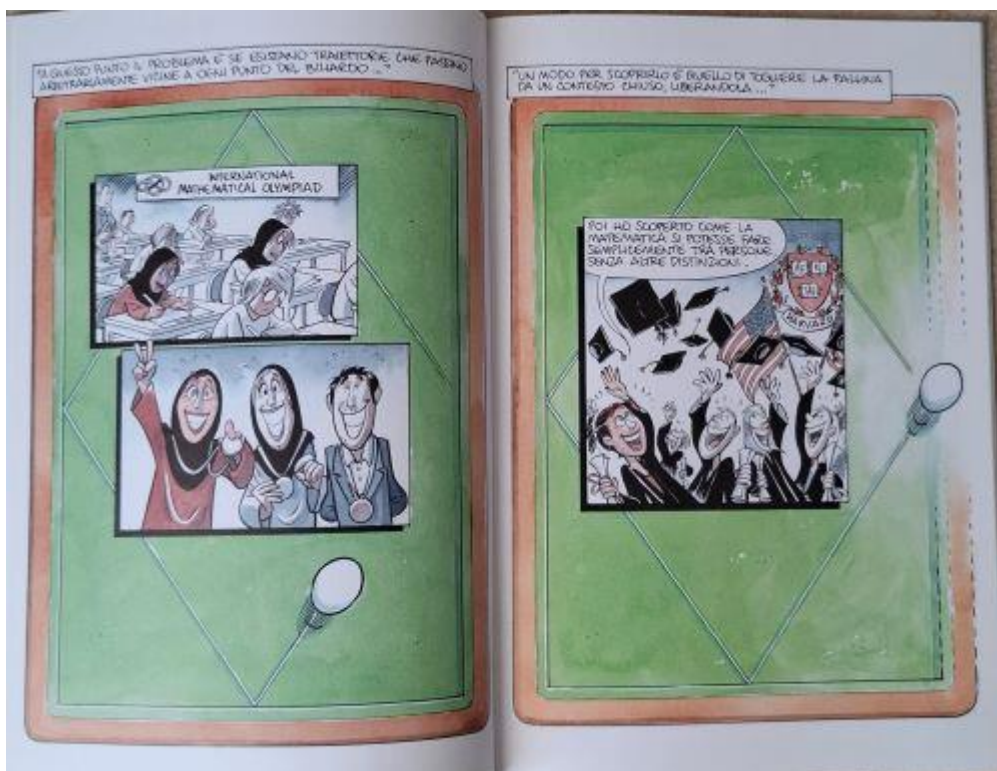 "A QUESTO PUNTO IL PROBLEMA È SE ESISTANO TRAIETTORIE CHE PASSINO
ARBITRARIAMENTE VICINE A OGNI PUNTO DEL BILIARDO ..."
INTERNATIONAL
MATHEMATICAL OLYMPIAD
"UN MODO PER SCOPRIRLO È QUELLO DI TOGLIERE LA PALLINA
DA UN CONTESTO CHIUSO, LIBERANDOLA ..."
POI HO SCOPERTO COME LA
MATEMATICA SI POTESSE FARE
SEMPLICEMENTE TRA PERSONE
SENZA ALTRE DISTINZIONI.
HARVARD